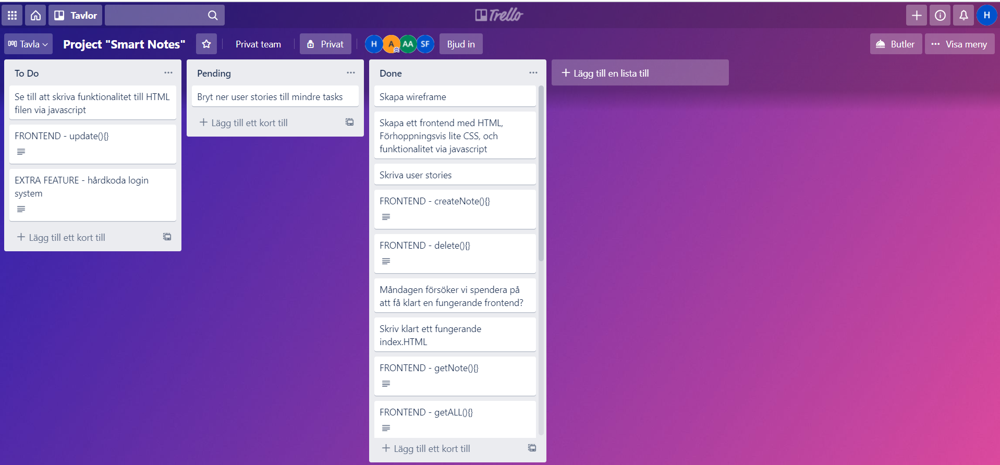 Tavlor
Trello
H
Tavla
Project "Smart Notes"
Privat team
Privat
H
A
AA
SF
Bjud in
Butler
Visa meny
To Do
Se till att skriva funktionalitet till HTML
filen via javascript
FRONTEND - update(){}
EXTRA FEATURE - hårdkoda login
system
Lägg till ett kort till
Pending
Bryt ner user stories till mindre tasks
Lägg till ett kort till
Done
Skapa wireframe
Skapa ett frontend med HTML,
Förhoppningsvis lite CSS, och
funktionalitet via javascript
Skriva user stories
FRONTEND - createNote(){}
FRONTEND - delete(){}
Måndagen försöker vi spendera på
att få klart en fungerande frontend?
Skriv klart ett fungerande
index.HTML
FRONTEND - getNote(){}
FRONTEND - getALL(){}
Lägg till ett kort till
Lägg till en lista till